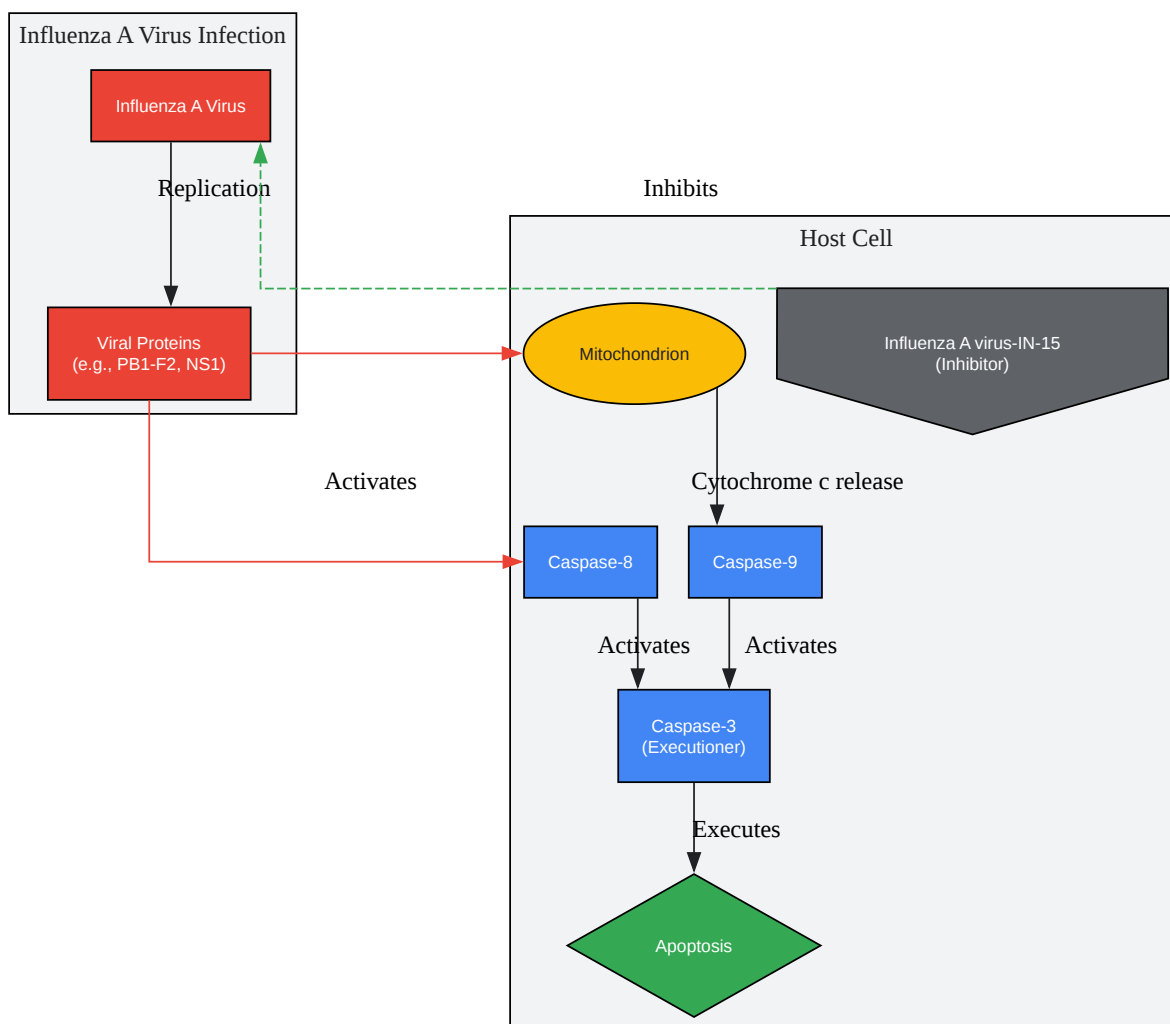 Influenza A Virus Infection
Influenza A Virus
Replication
Inhibits
Host Cell
Viral Proteins
(e.g., PB1-F2, NS1)
Mitochondrion
Influenza A virus-IN-15
(Inhibitor)
Activates
Cytochrome c release
Caspase-8
Caspase-9
Activates
Activates
Caspase-3
(Executioner)
Executes
Apoptosis